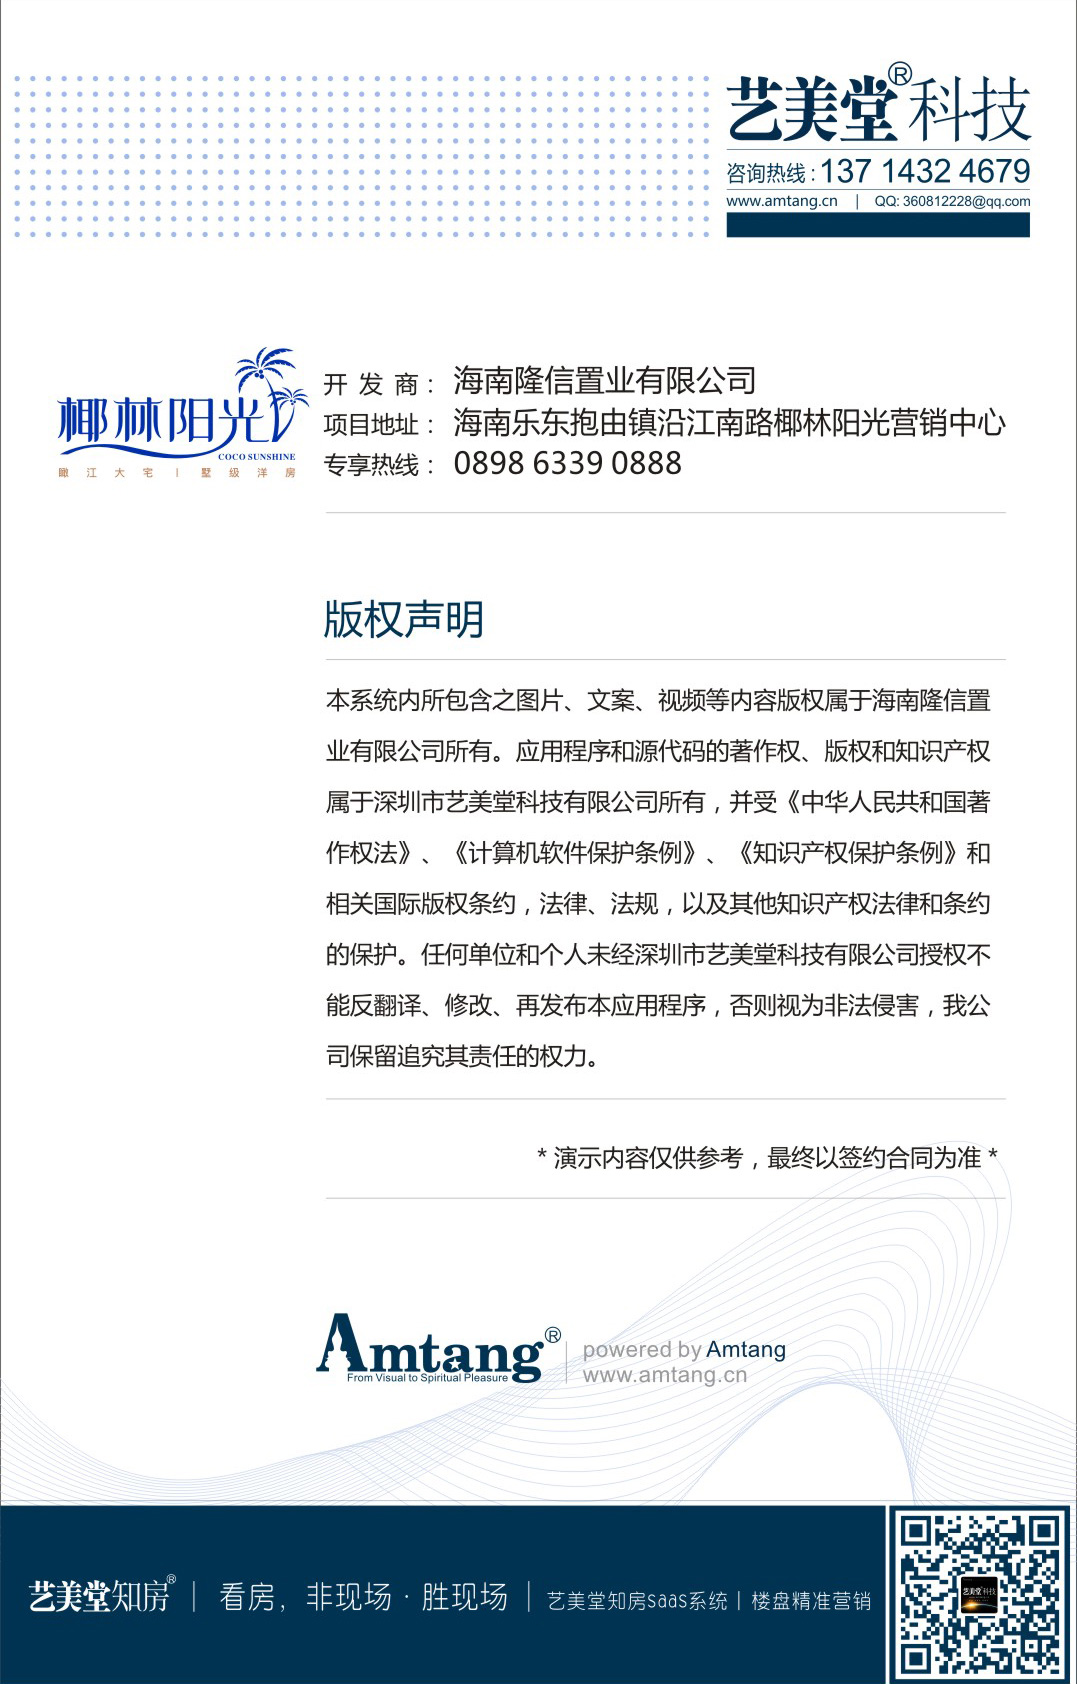 艺美堂®科技
咨询热线：137 1432 4679
www.amtang.cn | QQ: 360812228@qq.com
椰林阳光
COCO SUNSHINE
瞰江大宅 | 墅级洋房
开发商：海南隆信置业有限公司
项目地址：海南乐东抱由镇沿江南路椰林阳光营销中心
专享热线：0898 6339 0888
版权声明
本系统内所包含之图片、文案、视频等内容版权属于海南隆信置
业有限公司所有。应用程序和源代码的著作权、版权和知识产权
属于深圳市艺美堂科技有限公司所有，并受《中华人民共和国著
作权法》、《计算机软件保护条例》、《知识产权保护条例》和
相关国际版权条约，法律、法规，以及其他知识产权法律和条约
的保护。任何单位和个人未经深圳市艺美堂科技有限公司授权不
能反翻译、修改、再发布本应用程序，否则视为非法侵害，我公
司保留追究其责任的权力。
* 演示内容仅供参考，最终以签约合同为准 *
Amtang®
From Visual to Spiritual Pleasure
powered by Amtang
www.amtang.cn
艺美堂知房® | 看房，非现场·胜现场 | 艺美堂知房saas系统 | 楼盘精准营销
艺美堂科技